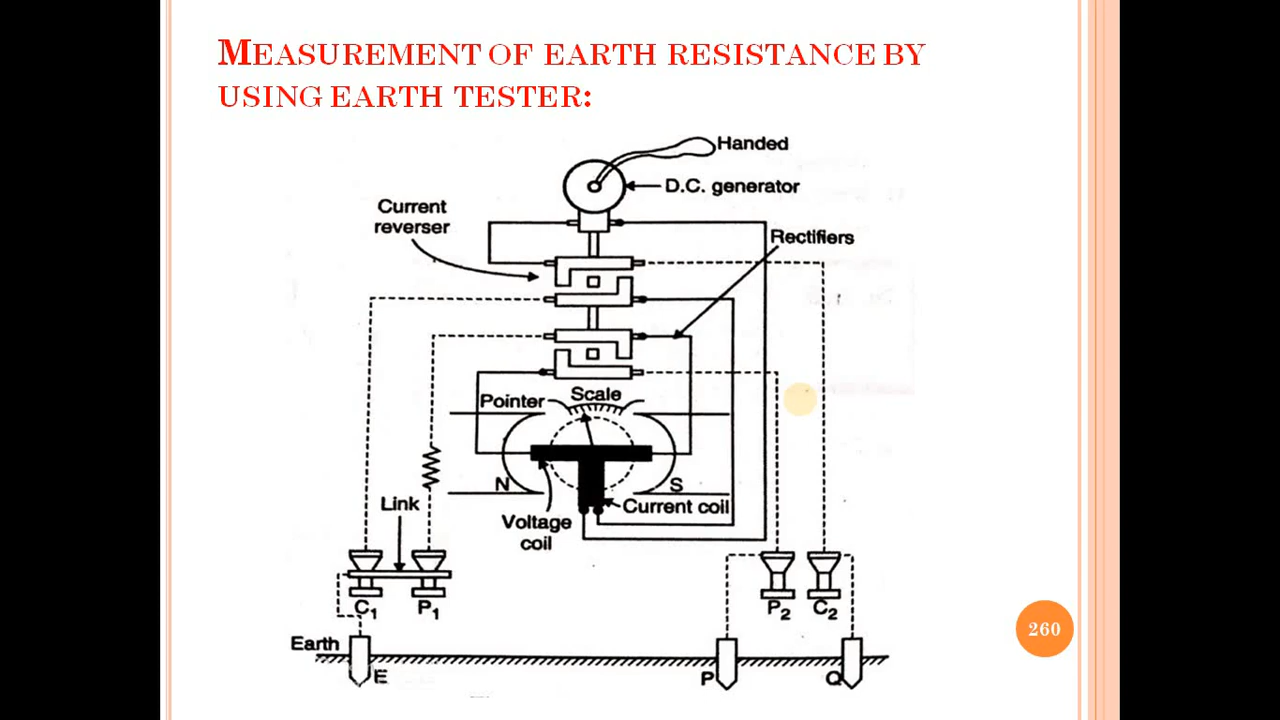 MEASUREMENT OF EARTH RESISTANCE BY
USING EARTH TESTER:
Handed
D.C. generator
Current
reverser
Rectifiers
Pointer
Scale
N
S
Link
Current coil
Voltage
coil
C1
P1
P2
C2
260
Earth
E
P
Q